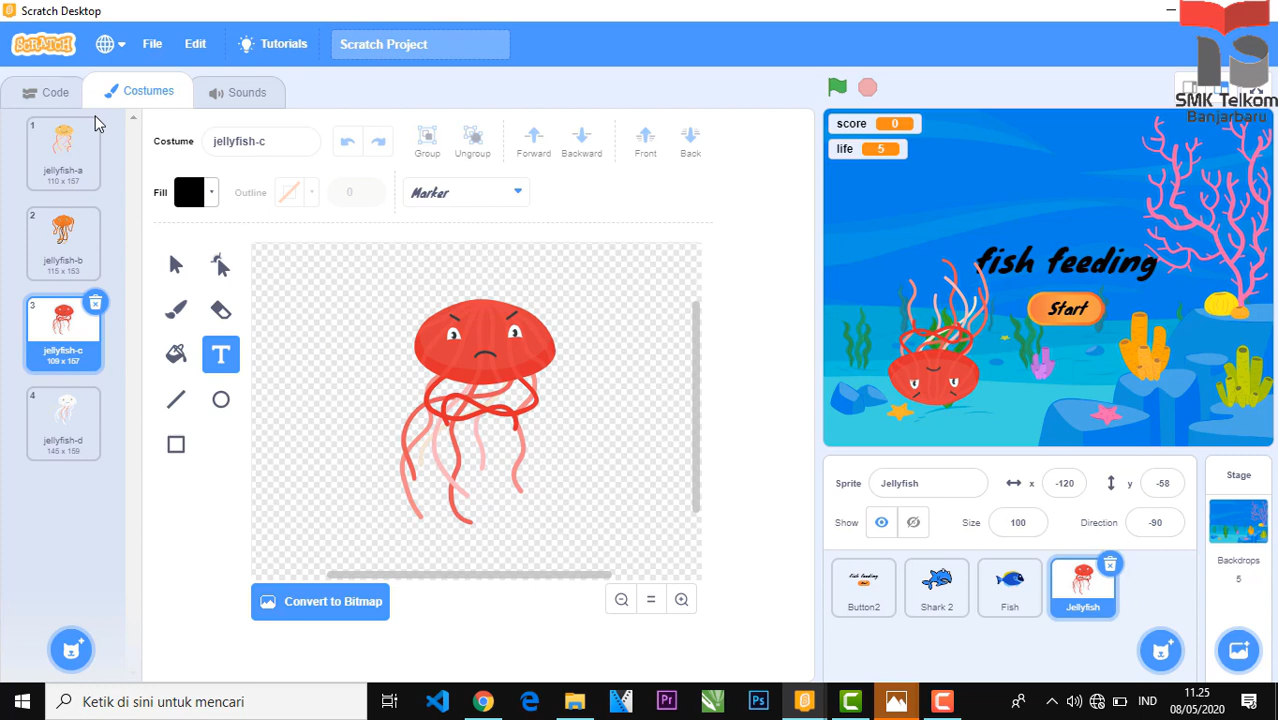 Scratch Desktop
SCRATCH File Edit Tutorials Scratch Project
SMK Telkom
Banjarbaru
Code Costumes Sounds
1
jellyfish-a
110 x 157
2
jellyfish-b
115 x 153
3
jellyfish-c
109 x 157
4
jellyfish-d
145 x 159
Costume jellyfish-c Group Ungroup Forward Backward Front Back
Fill Outline 0 Marker
T
Convert to Bitmap
score 0
life 5
fish feeding
Start
Sprite Jellyfish x -120 y -58
Show Size 100 Direction -90
Button2 Shark 2 Fish Jellyfish
fish feeding
Stage
Backdrops
5
Ketik di sini untuk mencari
Pr Ps
IND
11.25
08/05/2020